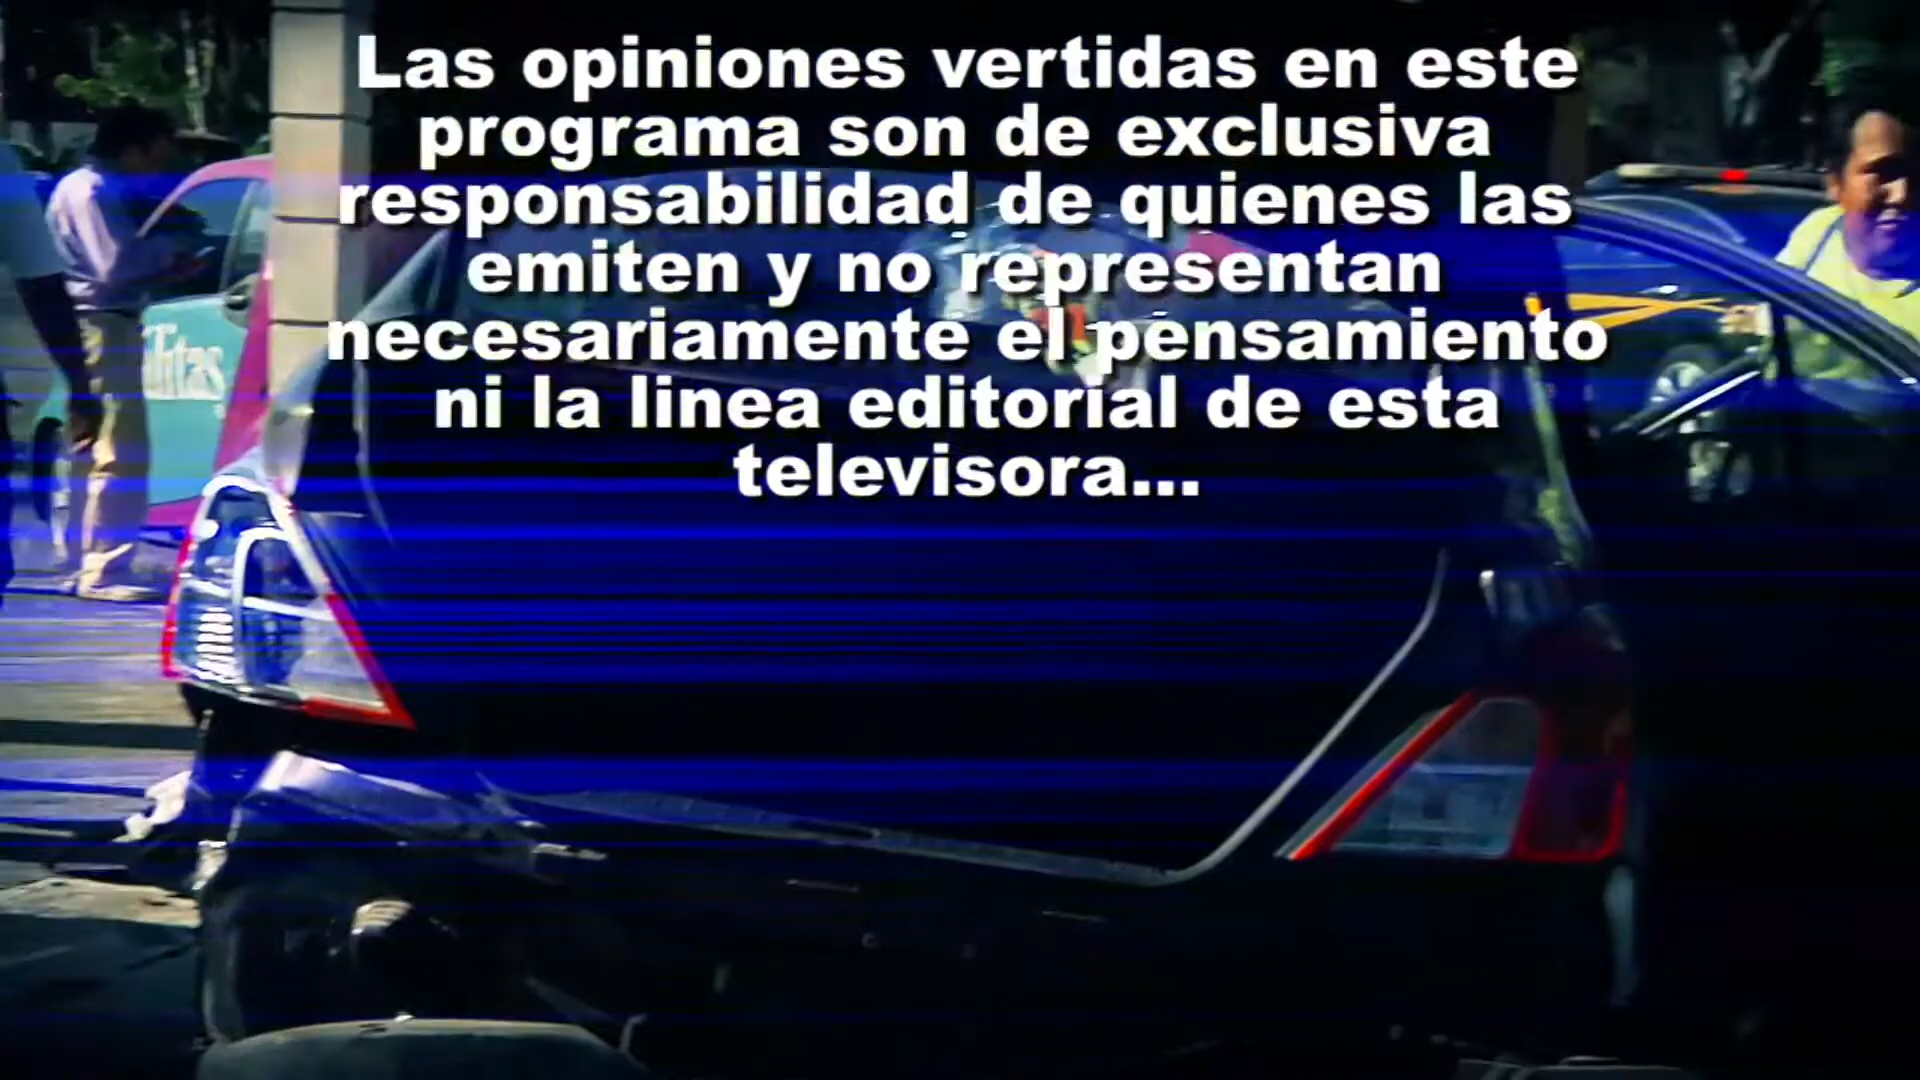 Las opiniones vertidas en este
programa son de exclusiva
responsabilidad de quienes las
emiten y no representan
necesariamente el pensamiento
ni la linea editorial de esta
televisora...